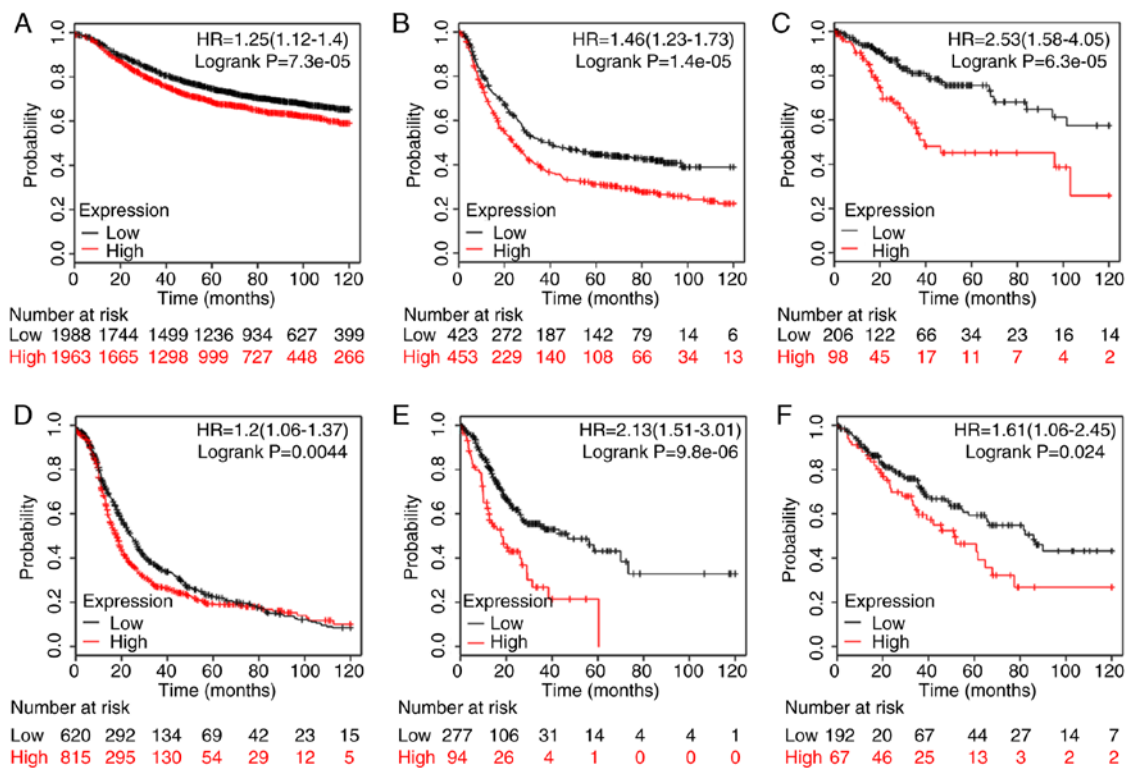 A
HR=1.25(1.12-1.4)
Logrank P=7.3e-05
Probability
0.0 0.2 0.4 0.6 0.8 1.0
Expression
Low
High
0 20 40 60 80 100 120
Time (months)
Number at risk
Low 1988 1744 1499 1236 934 627 399
High 1963 1665 1298 999 727 448 266
B
HR=1.46(1.23-1.73)
Logrank P=1.4e-05
Probability
0.0 0.2 0.4 0.6 0.8 1.0
Expression
Low
High
0 20 40 60 80 100 120
Time (months)
Number at risk
Low 423 272 187 142 79 14 6
High 453 229 140 108 66 34 13
C
HR=2.53(1.58-4.05)
Logrank P=6.3e-05
Probability
0.0 0.2 0.4 0.6 0.8 1.0
Expression
Low
High
0 20 40 60 80 100 120
Time (months)
Number at risk
Low 206 122 66 34 23 16 14
High 98 45 17 11 7 4 2
D
HR=1.2(1.06-1.37)
Logrank P=0.0044
Probability
0.0 0.2 0.4 0.6 0.8 1.0
Expression
Low
High
0 20 40 60 80 100 120
Time (months)
Number at risk
Low 620 292 134 69 42 23 15
High 815 295 130 54 29 12 5
E
HR=2.13(1.51-3.01)
Logrank P=9.8e-06
Probability
0.0 0.2 0.4 0.6 0.8 1.0
Expression
Low
High
0 20 40 60 80 100 120
Time (months)
Number at risk
Low 277 106 31 14 4 4 1
High 94 26 4 1 0 0 0
F
HR=1.61(1.06-2.45)
Logrank P=0.024
Probability
0.0 0.2 0.4 0.6 0.8 1.0
Expression
Low
High
0 20 40 60 80 100 120
Time (months)
Number at risk
Low 192 20 67 44 27 14 7
High 67 46 25 13 3 2 2